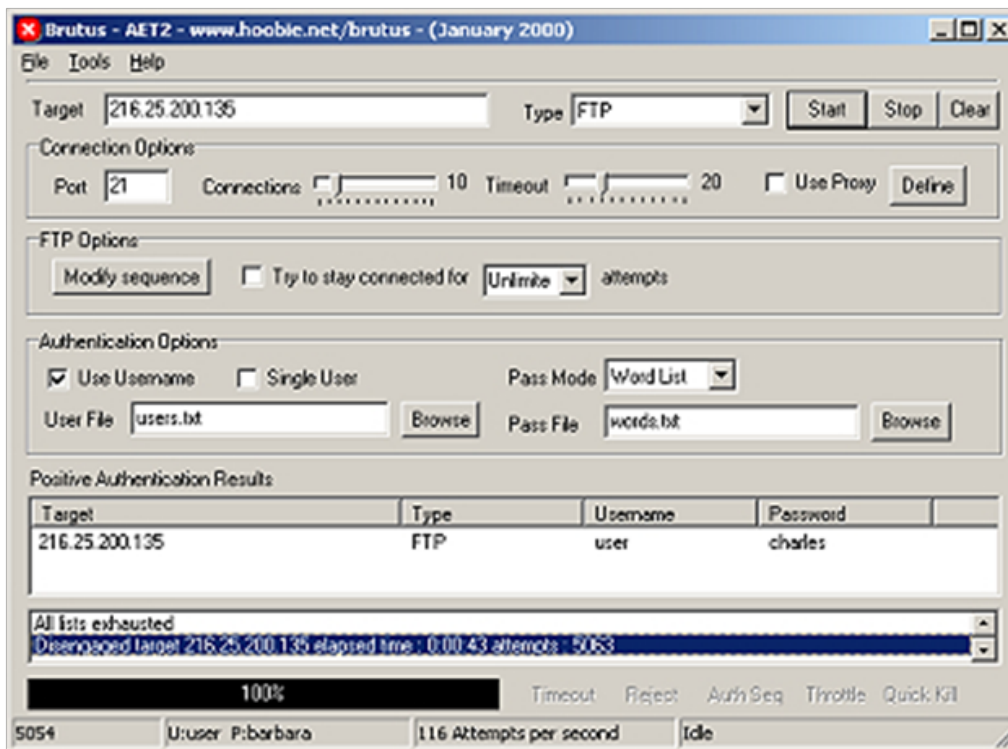 Brutus - AET2 - www.hoobie.net/brutus - (January 2000)
File Tools Help
Target 216.25.200.135 Type FTP Start Stop Clear
Connection Options
Port 21 Connections 10 Timeout 20 Use Proxy Define
FTP Options
Modify sequence Try to stay connected for Unlimite attempts
Authentication Options
Use Username Single User Pass Mode Word List
User File users.txt Browse Pass File words.txt Browse
Positive Authentication Results
Target Type Username Password
216.25.200.135 FTP user charles
All lists exhausted
Disengaged target 216.25.200.135 elapsed time : 0:00:43 attempts : 5063
100% Timeout Reject Auth Seq Throttle Quick Kill
5054 U:user P:barbara 116 Attempts per second Idle